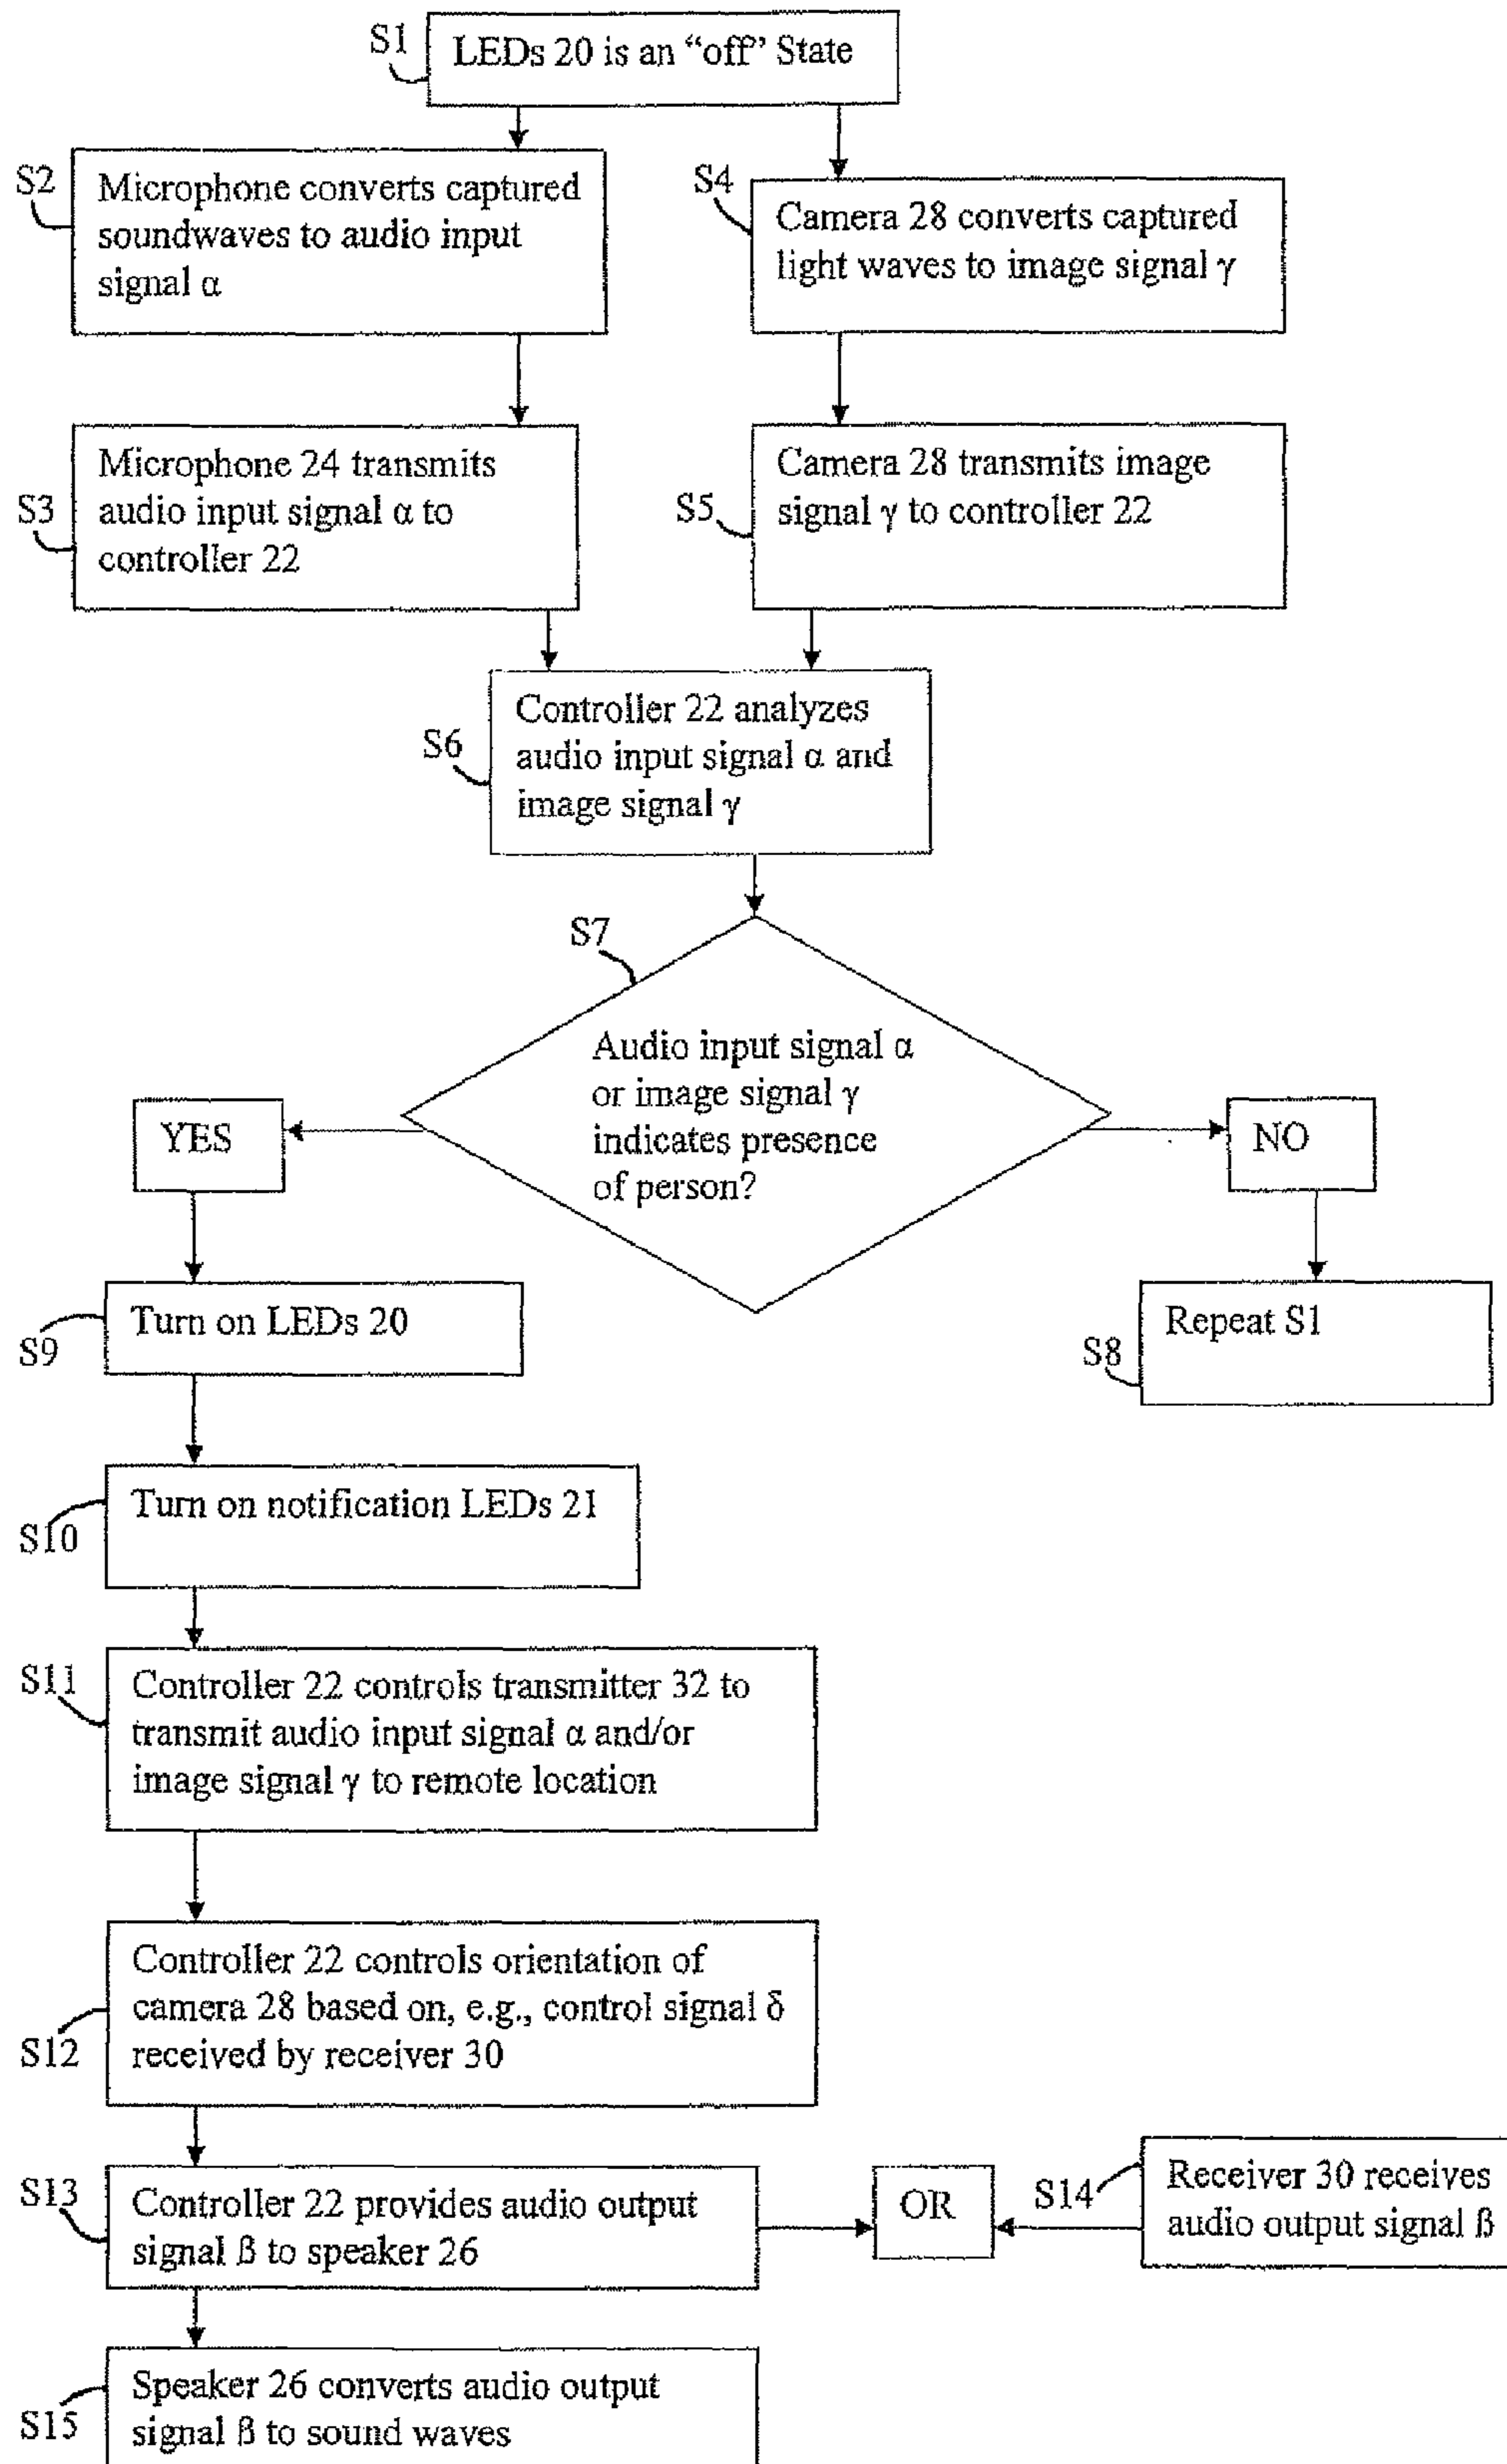 S1
LEDs 20 is an “off” State
S2
Microphone converts captured
soundwaves to audio input
signal α
S4
Camera 28 converts captured
light waves to image signal γ
S3
Microphone 24 transmits
audio input signal α to
controller 22
S5
Camera 28 transmits image
signal γ to controller 22
S6
Controller 22 analyzes
audio input signal α and
image signal γ
S7
Audio input signal α
or image signal γ
indicates presence
of person?
YES
NO
S9
Turn on LEDs 20
S8
Repeat S1
S10
Turn on notification LEDs 21
S11
Controller 22 controls transmitter 32 to
transmit audio input signal α and/or
image signal γ to remote location
S12
Controller 22 controls orientation of
camera 28 based on, e.g., control signal δ
received by receiver 30
S13
Controller 22 provides audio output
signal ß to speaker 26
OR
S14
Receiver 30 receives
audio output signal ß
S15
Speaker 26 converts audio output
signal ß to sound waves